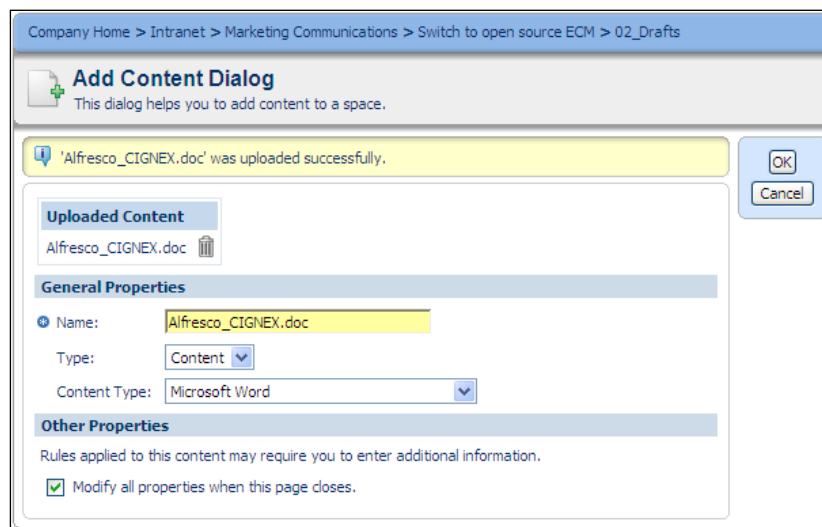 Company Home > Intranet > Marketing Communications > Switch to open source ECM > 02_Drafts
Add Content Dialog
This dialog helps you to add content to a space.
'Alfresco_CIGNEX.doc' was uploaded successfully.
OK
Cancel
Uploaded Content
Alfresco_CIGNEX.doc
General Properties
Name: Alfresco_CIGNEX.doc
Type: Content
Content Type: Microsoft Word
Other Properties
Rules applied to this content may require you to enter additional information.
Modify all properties when this page closes.